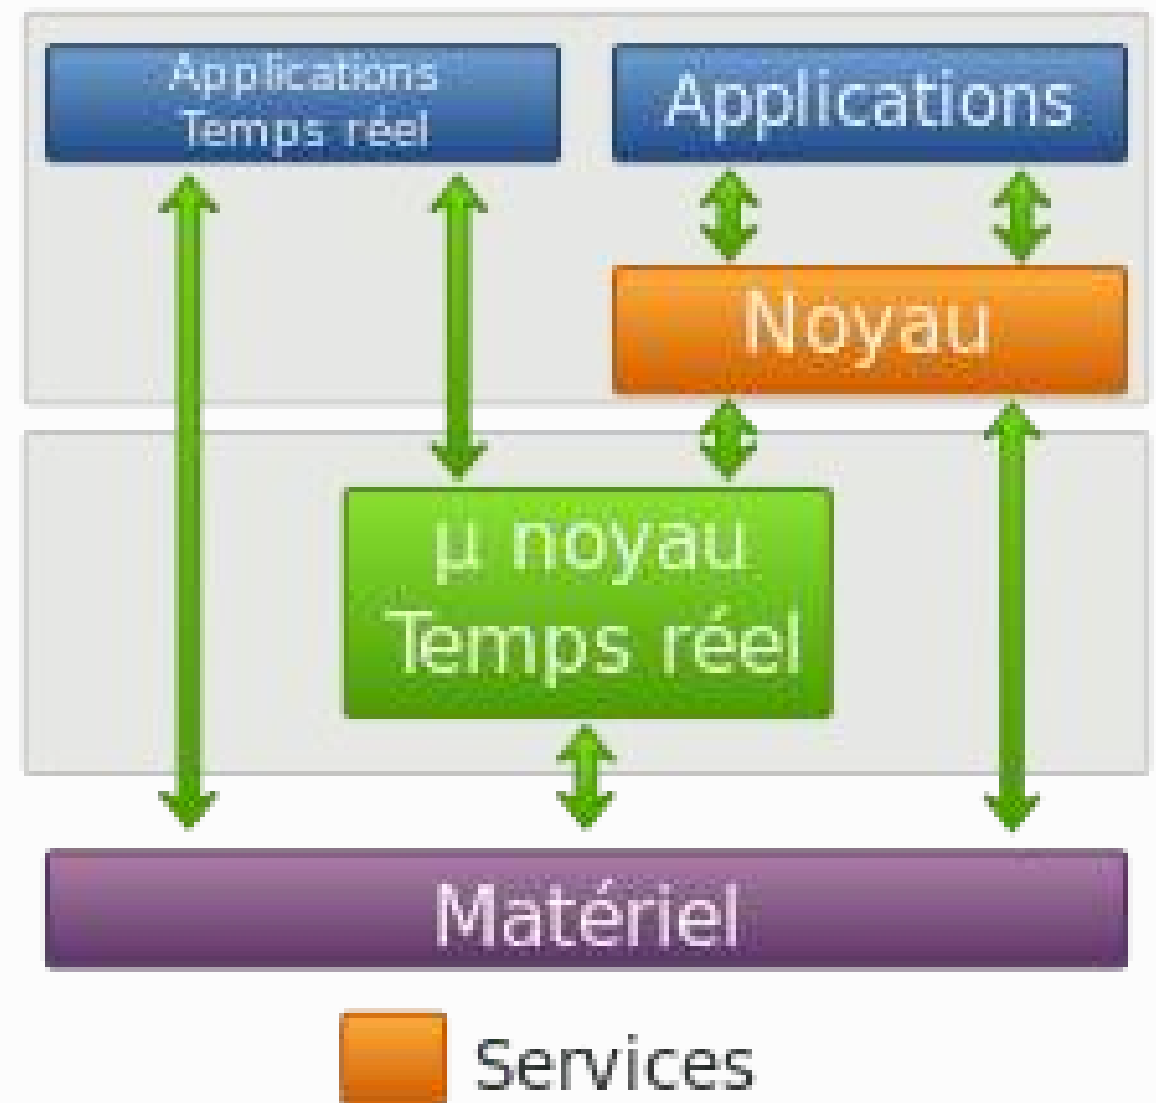 Applications
Temps réel
Applications
Noyau
µ noyau
Temps réel
Matériel
Services